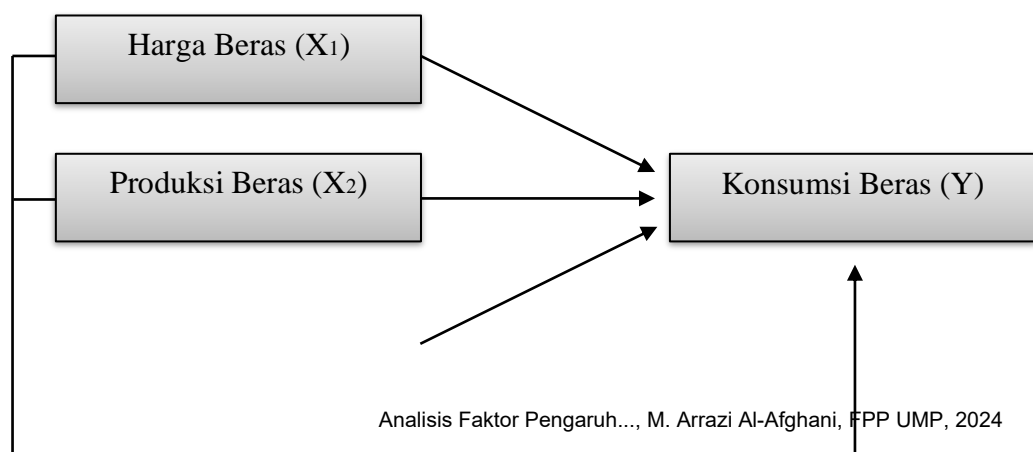 Harga Beras (X₁)
Produksi Beras (X₂)
Konsumsi Beras (Y)
Analisis Faktor Pengaruh..., M. Arrazi Al-Afghani, FPP UMP, 2024